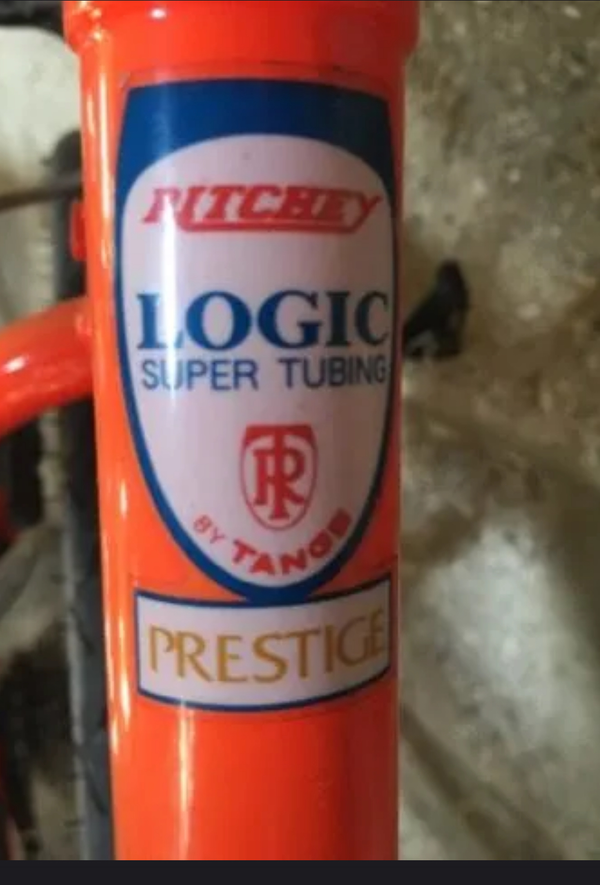 RITCHEY
LOGIC
SUPER TUBING
TR
BY TANGE
PRESTIGE